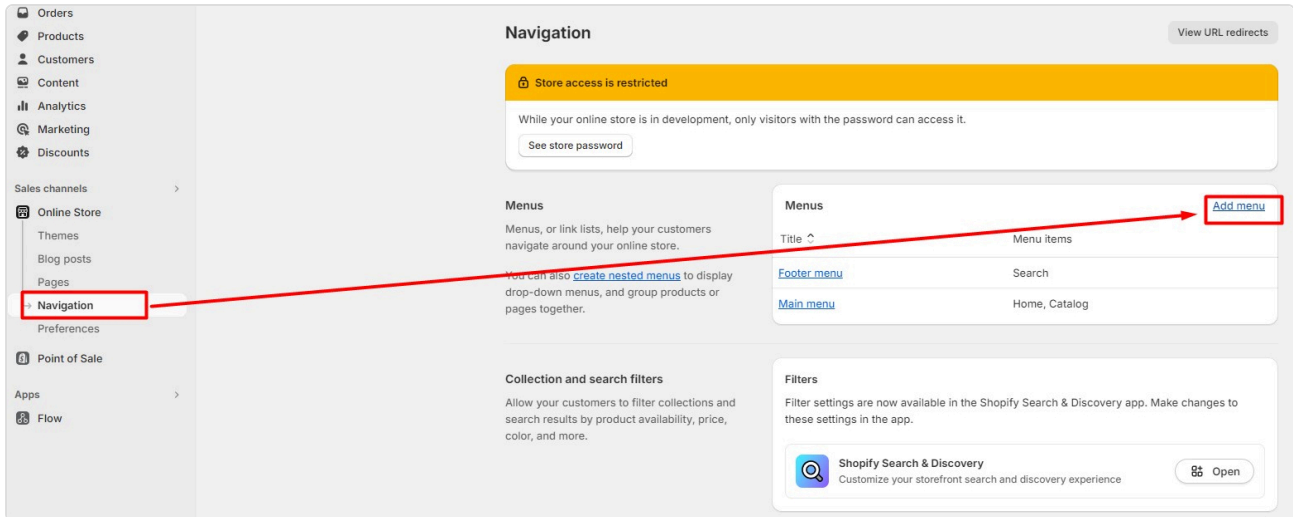 Orders
Products
Customers
Content
Analytics
Marketing
Discounts
Sales channels
Online Store
Themes
Blog posts
Pages
Navigation
Preferences
Point of Sale
Apps
Flow
Navigation
View URL redirects
Store access is restricted
While your online store is in development, only visitors with the password can access it.
See store password
Menus
Menus, or link lists, help your customers
navigate around your online store.
You can also create nested menus to display
drop-down menus, and group products or
pages together.
Menus
Add menu
Title
Menu items
Footer menu
Search
Main menu
Home, Catalog
Collection and search filters
Allow your customers to filter collections and
search results by product availability, price,
color, and more.
Filters
Filter settings are now available in the Shopify Search & Discovery app. Make changes to
these settings in the app.
Shopify Search & Discovery
Customize your storefront search and discovery experience
Open